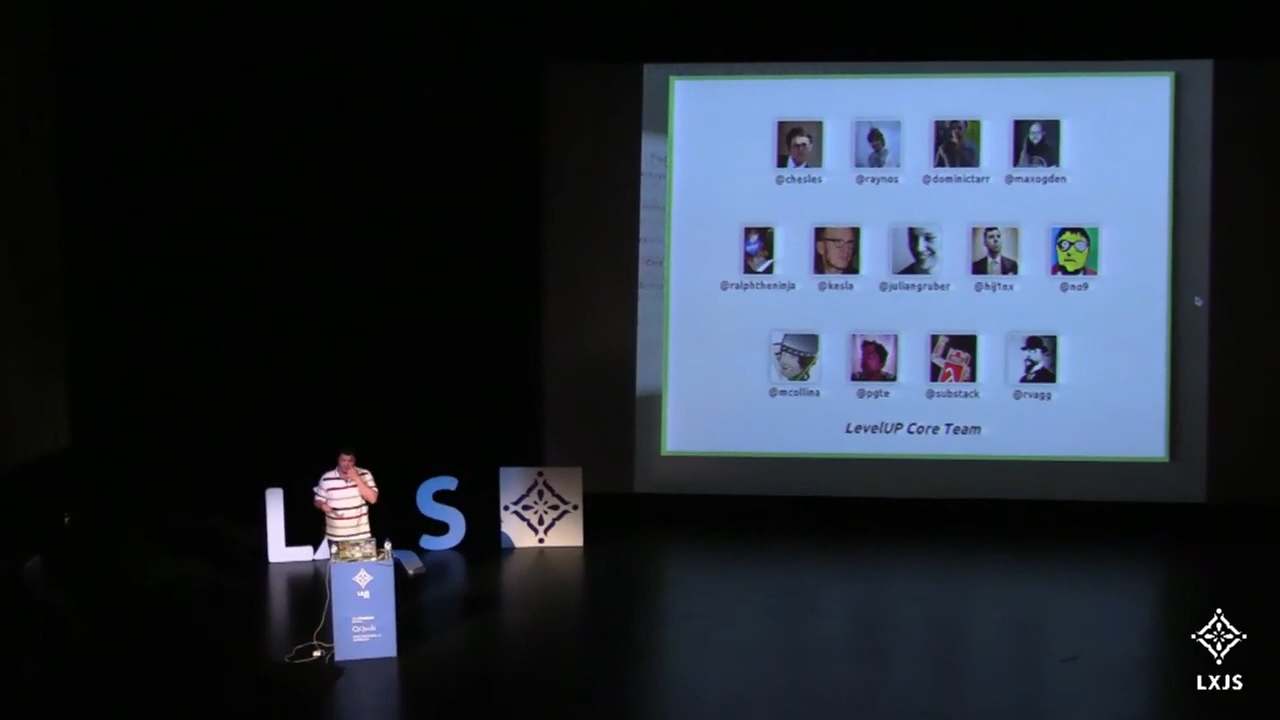 @chesles @raynos @dominictarr @maxogden
@ralphtheninja @kesla @juliangruber @hij1nx @no9
@mcollina @pgte @substack @rvagg
LevelUP Core Team
L S
LXJS